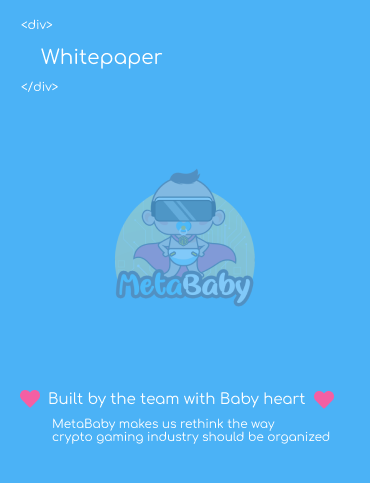 <div>
Whitepaper
</div>
MetaBaby
Built by the team with Baby heart
MetaBaby makes us rethink the way
crypto gaming industry should be organized